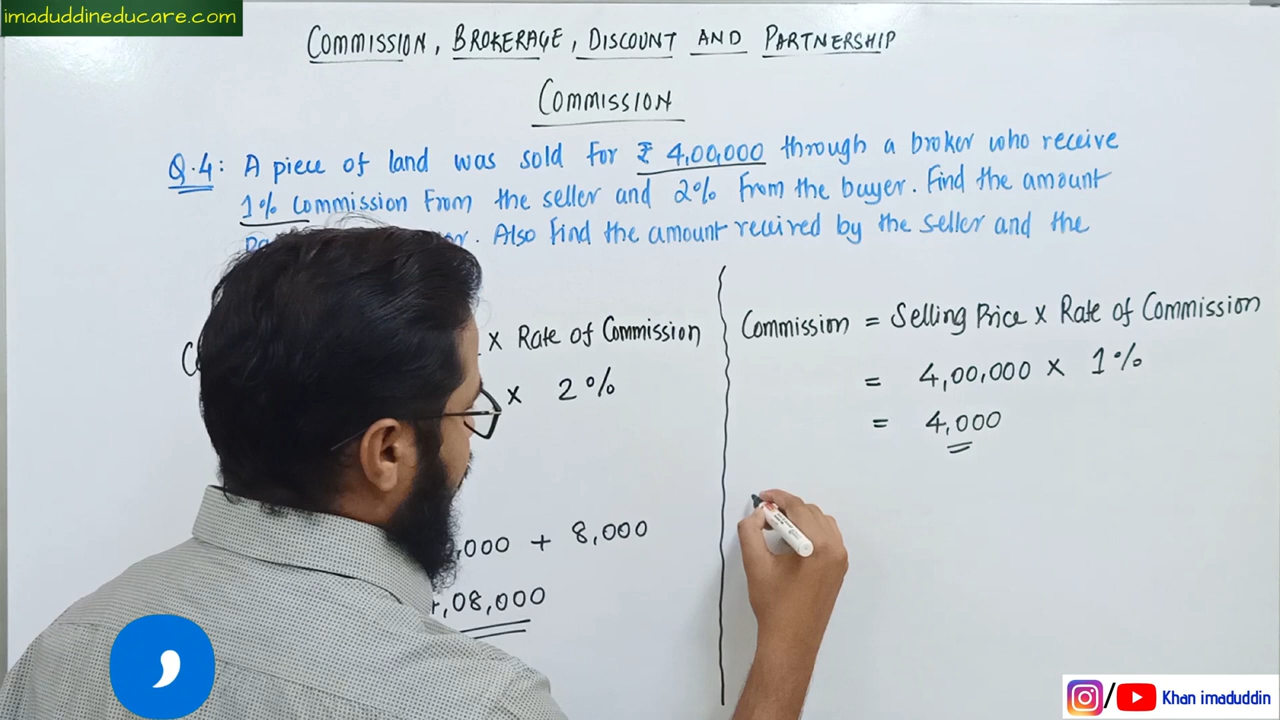 imaduddineducare.com
COMMISSION, BROKERAGE, DISCOUNT AND PARTNERSHIP
COMMISSION
Q.4: A piece of land was sold for ₹ 4,00,000 through a broker who receive
1% Commission From the seller and 2% From the buyer. Find the amount
Also find the amount received by the seller and the
× Rate of Commission
× 2%
,000 + 8,000
,08,000
Commission = Selling Price × Rate of Commission
= 4,00,000 × 1%
= 4,000
Khan imaduddin